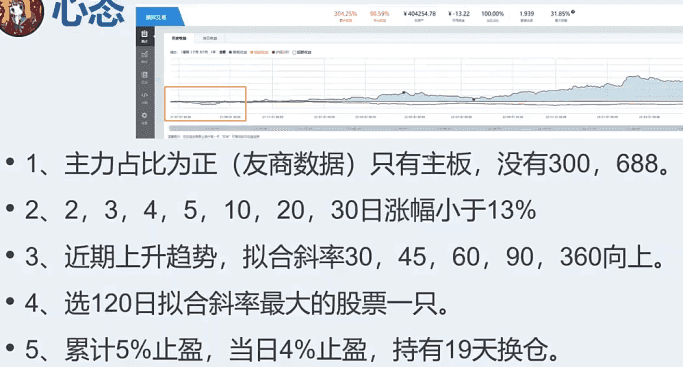 心态
204.25%
¥404254.78
¥-13.22
100.00%
1.939
31.85%
• 1、主力占比为正（友商数据）只有主板，没有300，688。
• 2、2，3，4，5，10，20，30日涨幅小于13%
• 3、近期上升趋势，拟合斜率30，45，60，90，360向上。
• 4、选120日拟合斜率最大的股票一只。
• 5、累计5%止盈，当日4%止盈，持有19天换仓。